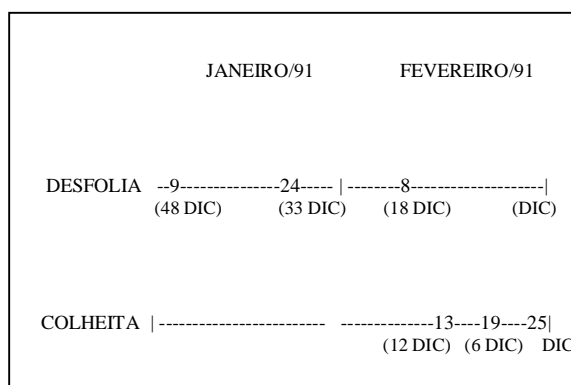 JANEIRO/91 FEVEREIRO/91
DESFOLIA --9---------------24----- |--------8--------------------|
(48 DIC) (33 DIC) (18 DIC) (DIC)
COLHEITA |------------------------- --------------13----19----25|
(12 DIC) (6 DIC) DIC